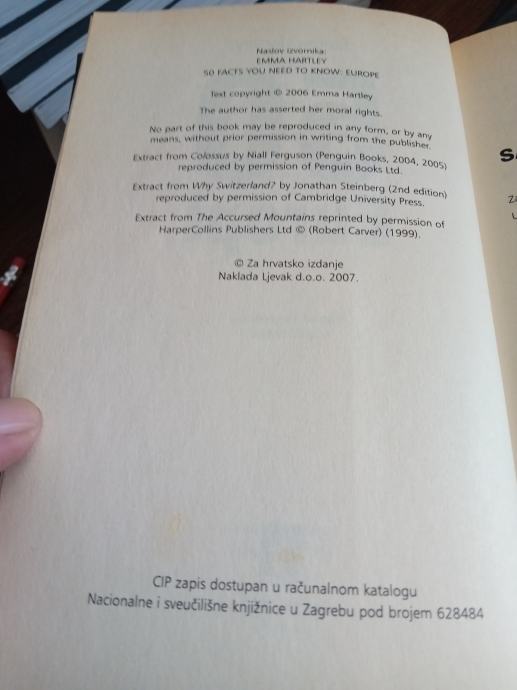 Naslov izvornika:
EMMA HARTLEY
50 FACTS YOU NEED TO KNOW: EUROPE
Text copyright © 2006 Emma Hartley
The author has asserted her moral rights.
No part of this book may be reproduced in any form, or by any
means, without prior permission in writing from the publisher.
Extract from Colossus by Niall Ferguson (Penguin Books, 2004, 2005)
reproduced by permission of Penguin Books Ltd.
Extract from Why Switzerland? by Jonathan Steinberg (2nd edition)
reproduced by permission of Cambridge University Press.
Extract from The Accursed Mountains reprinted by permission of
HarperCollins Publishers Ltd © (Robert Carver) (1999).
© Za hrvatsko izdanje
Naklada Ljevak d.o.o. 2007.
CIP zapis dostupan u računalnom katalogu
Nacionalne i sveučilišne knjižnice u Zagrebu pod brojem 628484